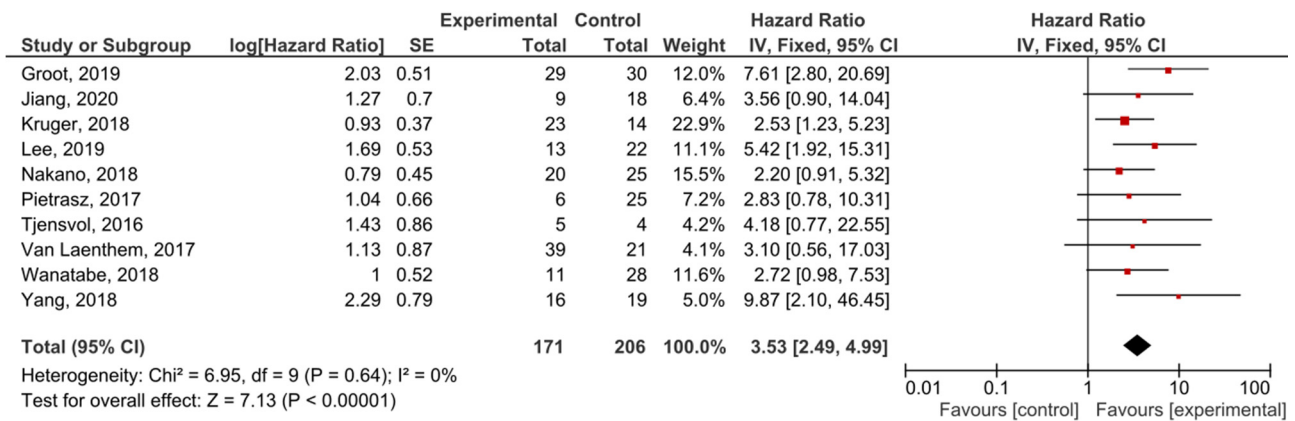 Experimental Control Hazard Ratio Hazard Ratio
Study or Subgroup log[Hazard Ratio] SE Total Total Weight IV, Fixed, 95% CI IV, Fixed, 95% CI
Groot, 2019 2.03 0.51 29 30 12.0% 7.61 [2.80, 20.69]
Jiang, 2020 1.27 0.7 9 18 6.4% 3.56 [0.90, 14.04]
Kruger, 2018 0.93 0.37 23 14 22.9% 2.53 [1.23, 5.23]
Lee, 2019 1.69 0.53 13 22 11.1% 5.42 [1.92, 15.31]
Nakano, 2018 0.79 0.45 20 25 15.5% 2.20 [0.91, 5.32]
Pietrasz, 2017 1.04 0.66 6 25 7.2% 2.83 [0.78, 10.31]
Tjensvol, 2016 1.43 0.86 5 4 4.2% 4.18 [0.77, 22.55]
Van Laenthem, 2017 1.13 0.87 39 21 4.1% 3.10 [0.56, 17.03]
Wanatabe, 2018 1 0.52 11 28 11.6% 2.72 [0.98, 7.53]
Yang, 2018 2.29 0.79 16 19 5.0% 9.87 [2.10, 46.45]
Total (95% CI) 171 206 100.0% 3.53 [2.49, 4.99]
Heterogeneity: Chi² = 6.95, df = 9 (P = 0.64); I² = 0%
Test for overall effect: Z = 7.13 (P < 0.00001)
0.01 0.1 1 10 100
Favours [control] Favours [experimental]